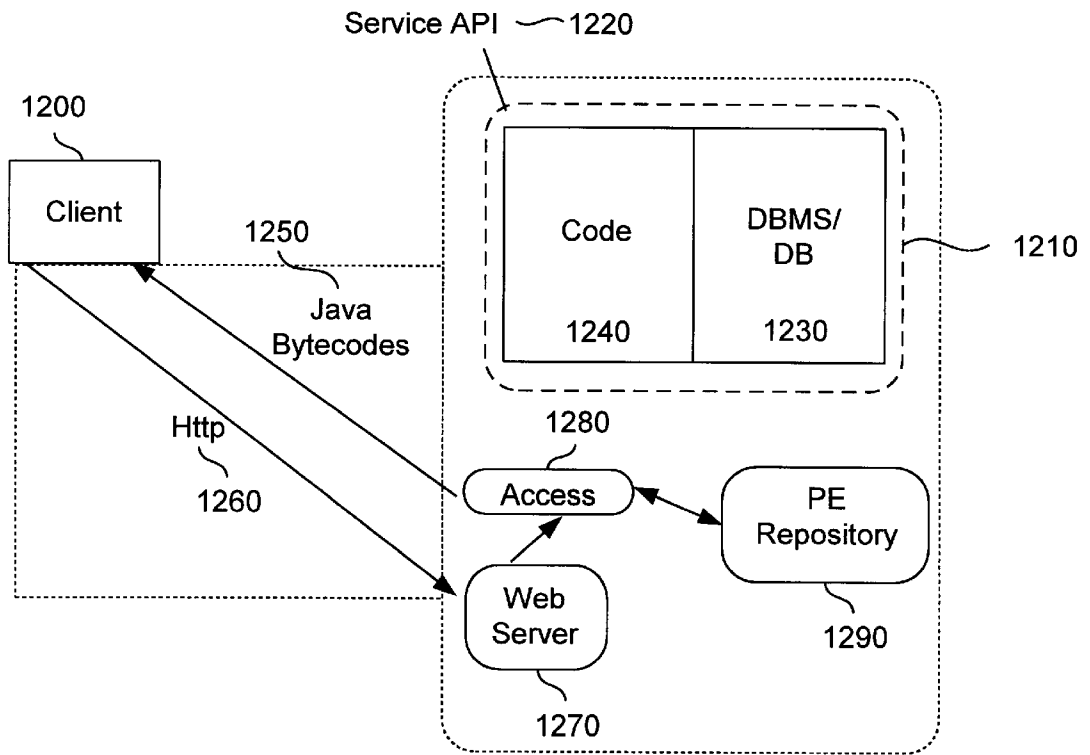 Service API 1220
1200
Client
1250
Java
Bytecodes
Code
1240
DBMS/
DB
1230
1210
Http
1260
1280
Access
PE
Repository
1290
Web
Server
1270